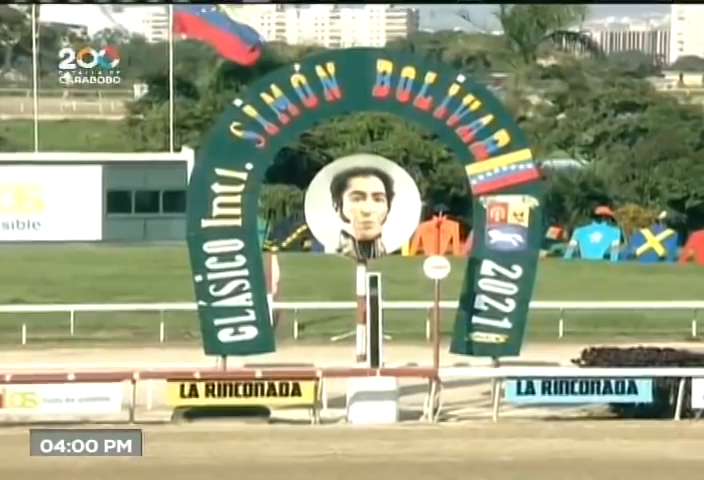 200
BATALLA DE
CARABOBO
CLÁSICO Intl. SIMÓN BOLÍVAR
2021
sible
LA RINCONADA
LA RINCONADA
04:00 PM